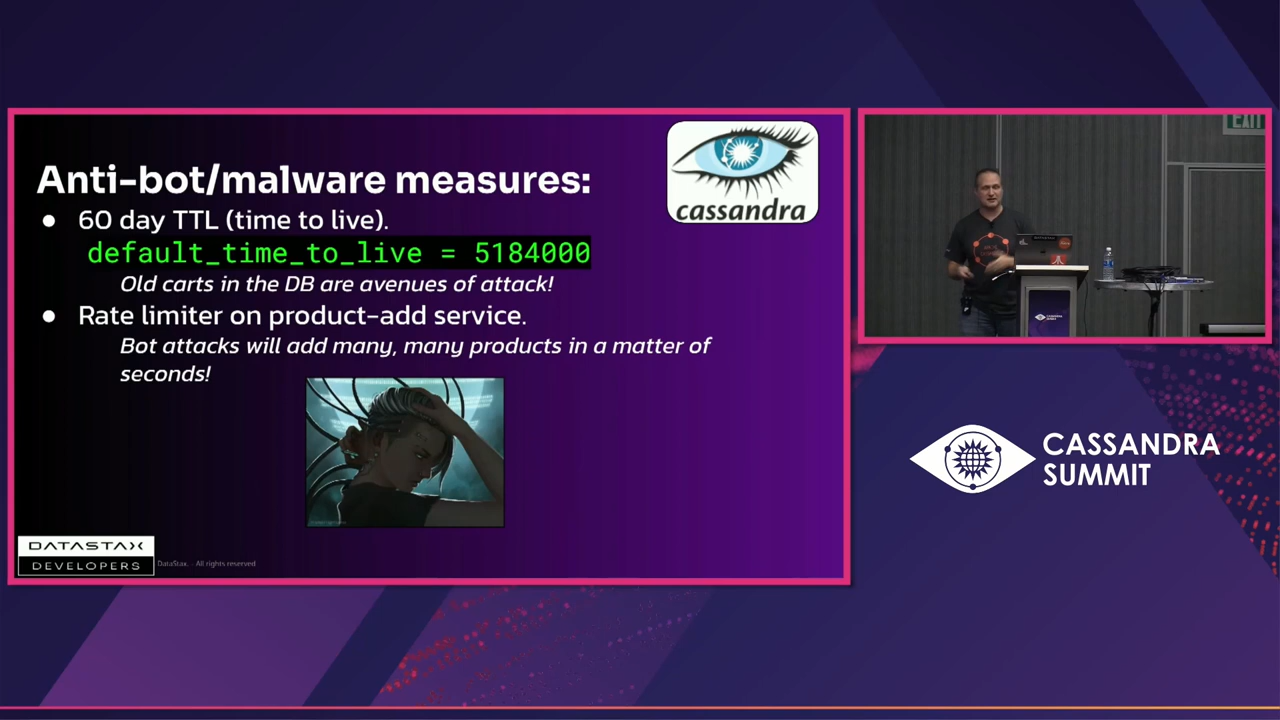 Anti-bot/malware measures:
● 60 day TTL (time to live).
default_time_to_live = 5184000
Old carts in the DB are avenues of attack!
● Rate limiter on product-add service.
Bot attacks will add many, many products in a matter of
seconds!
cassandra
DATASTAX
DEVELOPERS
DataStax. - All rights reserved
EXIT
CASSANDRA
SUMMIT